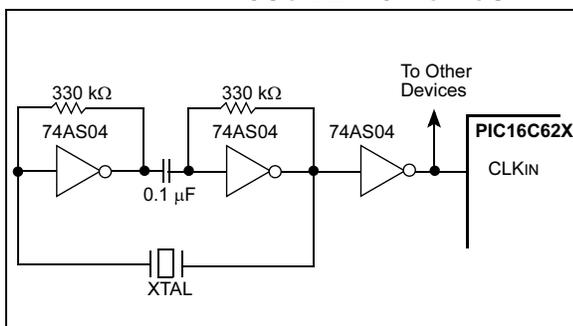 To Other
Devices
330 kΩ
330 kΩ
74AS04
74AS04
74AS04
PIC16C62X
CLKIN
0.1 μF
XTAL